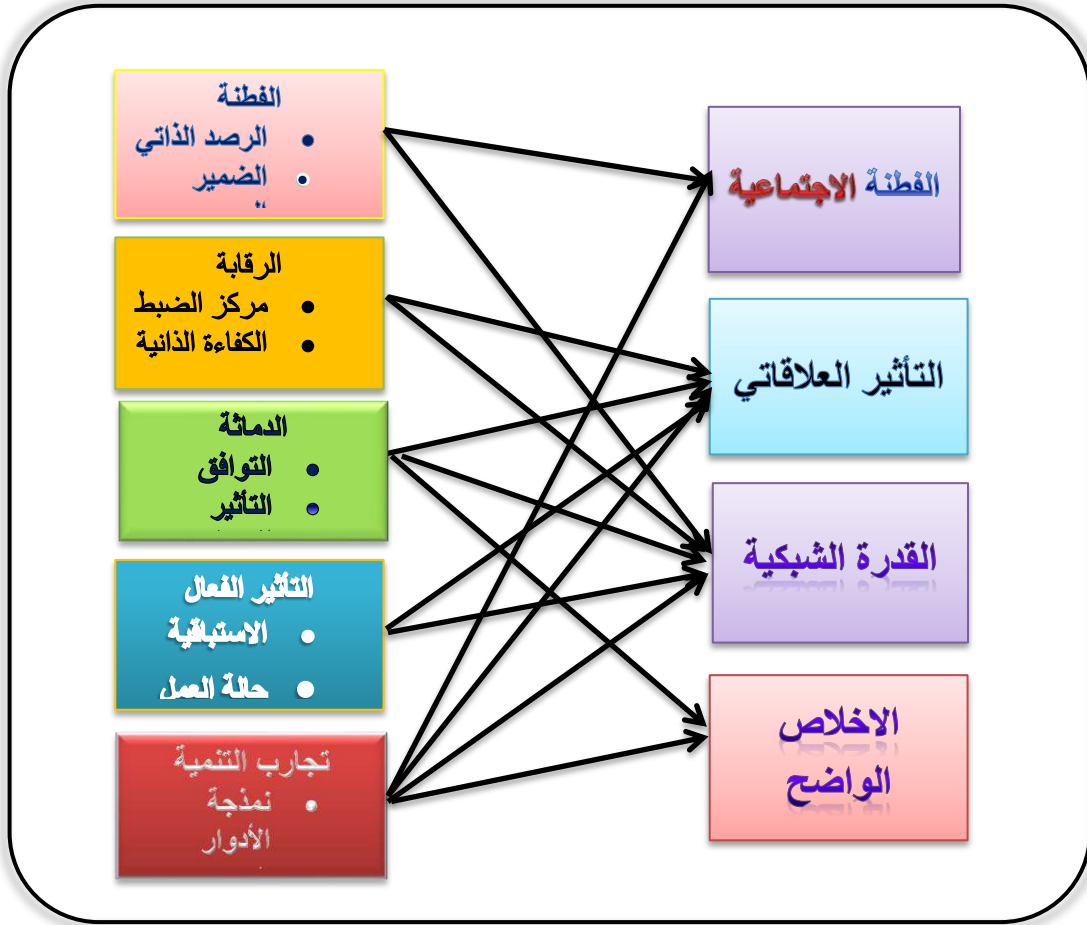 الفطنة
• الرصد الذاتي
• الضمير
الرقابة
• مركز الضبط
• الكفاءة الذانية
الدماثة
• التوافق
• التأثير
التأثير الفعال
• الاستباقية
• حالة العمل
تجارب التنمية
• نمذجة
الأدوار
الفطنة الاجتماعية
التأثير العلاقاتي
القدرة الشبكية
الاخلاص
الواضح